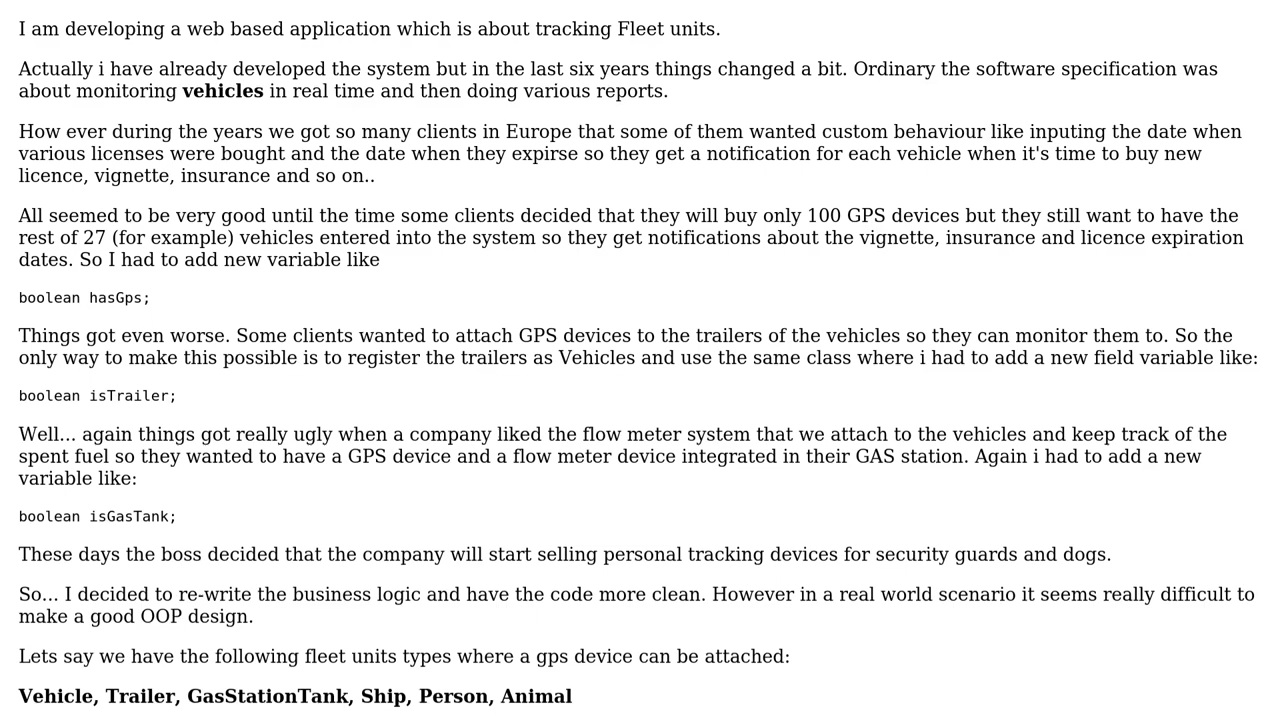 I am developing a web based application which is about tracking Fleet units.
Actually i have already developed the system but in the last six years things changed a bit. Ordinary the software specification was
about monitoring vehicles in real time and then doing various reports.
How ever during the years we got so many clients in Europe that some of them wanted custom behaviour like inputing the date when
various licenses were bought and the date when they expirse so they get a notification for each vehicle when it's time to buy new
licence, vignette, insurance and so on..
All seemed to be very good until the time some clients decided that they will buy only 100 GPS devices but they still want to have the
rest of 27 (for example) vehicles entered into the system so they get notifications about the vignette, insurance and licence expiration
dates. So I had to add new variable like
boolean hasGps;
Things got even worse. Some clients wanted to attach GPS devices to the trailers of the vehicles so they can monitor them to. So the
only way to make this possible is to register the trailers as Vehicles and use the same class where i had to add a new field variable like:
boolean isTrailer;
Well... again things got really ugly when a company liked the flow meter system that we attach to the vehicles and keep track of the
spent fuel so they wanted to have a GPS device and a flow meter device integrated in their GAS station. Again i had to add a new
variable like:
boolean isGasTank;
These days the boss decided that the company will start selling personal tracking devices for security guards and dogs.
So... I decided to re-write the business logic and have the code more clean. However in a real world scenario it seems really difficult to
make a good OOP design.
Lets say we have the following fleet units types where a gps device can be attached:
Vehicle, Trailer, GasStationTank, Ship, Person, Animal